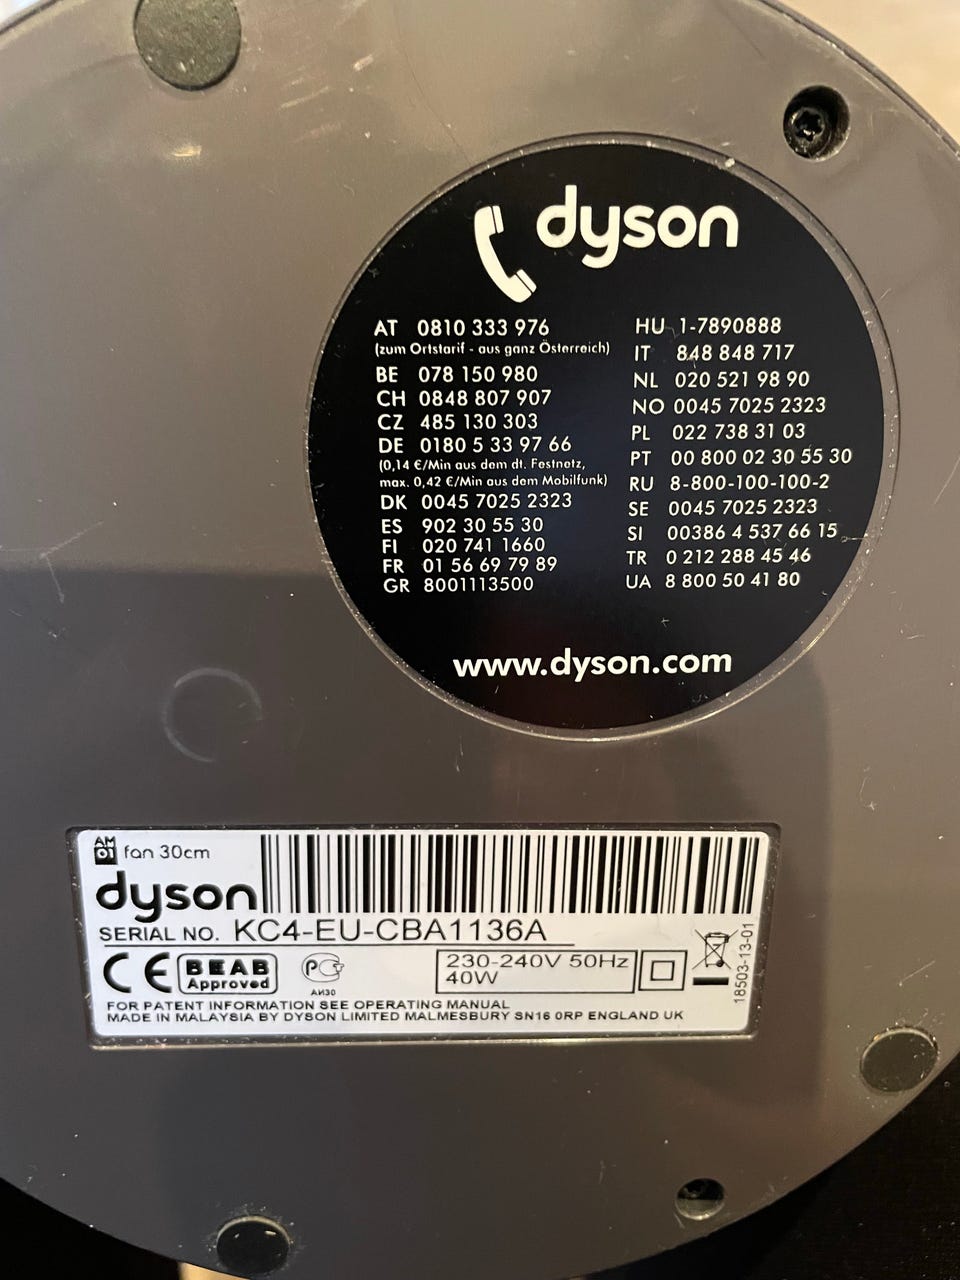 dyson
AT 0810 333 976
(zum Ortstarif - aus ganz Österreich)
BE 078 150 980
CH 0848 807 907
CZ 485 130 303
DE 0180 5 33 97 66
(0,14 €/Min aus dem dt. Festnetz,
max. 0,42 €/Min aus dem Mobilfunk)
DK 0045 7025 2323
ES 902 30 55 30
FI 020 741 1660
FR 01 56 69 79 89
GR 8001113500
HU 1-7890888
IT 848 848 717
NL 020 521 98 90
NO 0045 7025 2323
PL 022 738 31 03
PT 00 800 02 30 55 30
RU 8-800-100-100-2
SE 0045 7025 2323
SI 00386 4 537 66 15
TR 0 212 288 45 46
UA 8 800 50 41 80
www.dyson.com
AM 01 fan 30cm
dyson
SERIAL NO. KC4-EU-CBA1136A
CE BEAB Approved
PCT
АИ30
230-240V 50Hz
40W
18503-13-01
FOR PATENT INFORMATION SEE OPERATING MANUAL
MADE IN MALAYSIA BY DYSON LIMITED MALMESBURY SN16 0RP ENGLAND UK